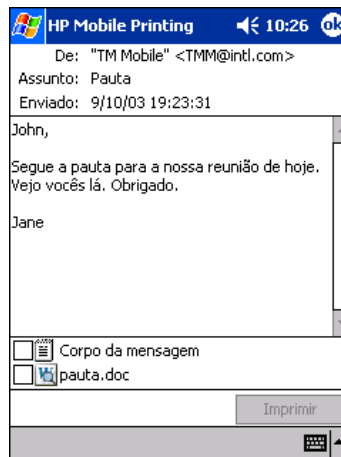 HP Mobile Printing 10:26 ok
De: "TM Mobile" <TMM@intl.com>
Assunto: Pauta
Enviado: 9/10/03 19:23:31
John,
Segue a pauta para a nossa reunião de hoje.
Vejo vocês lá. Obrigado.
Jane
Corpo da mensagem
pauta.doc
Imprimir